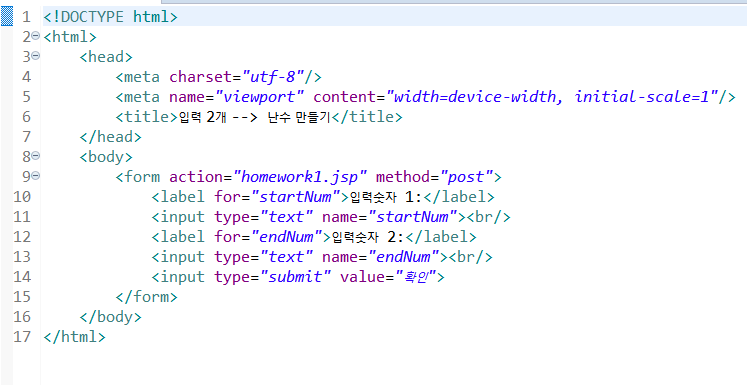 1 <!DOCTYPE html>
2 <html>
3 <head>
4 <meta charset="utf-8"/>
5 <meta name="viewport" content="width=device-width, initial-scale=1"/>
6 <title>입력 2개 --> 난수 만들기</title>
7 </head>
8 <body>
9 <form action="homework1.jsp" method="post">
10 <label for="startNum">입력숫자 1:</label>
11 <input type="text" name="startNum"><br/>
12 <label for="endNum">입력숫자 2:</label>
13 <input type="text" name="endNum"><br/>
14 <input type="submit" value="확인">
15 </form>
16 </body>
17 </html>